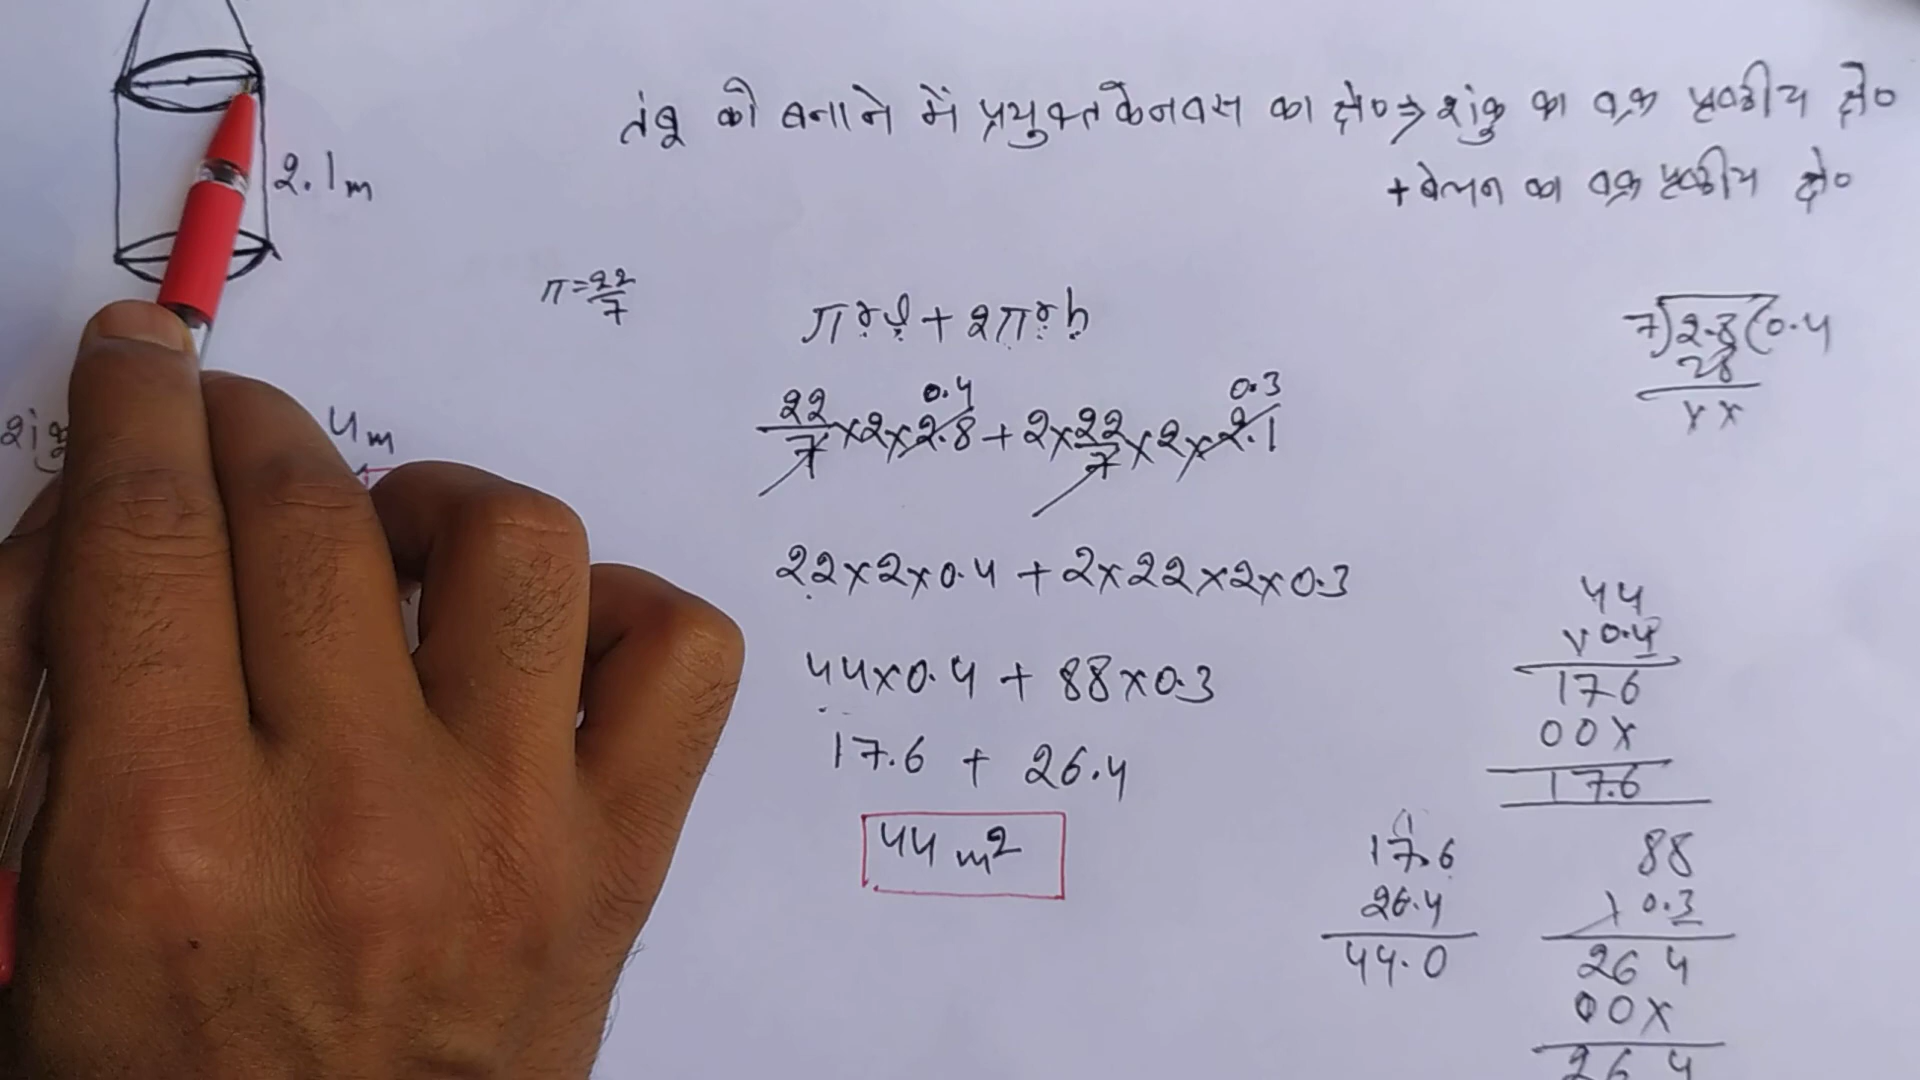 तंबू को बनाने में प्रयुक्त केनवस का क्षे० ⇒ शंकु का वक्र पृष्ठीय क्षे०
+ बेलन का वक्र पृष्ठीय क्षे०
2.1m
π=22/7
πrl + 2πrh
0.4 0.3
22/7×2×2.8 + 2×22/7×2×2.1
7)2.8(0.4
28
××
4m
22×2×0.4 + 2×22×2×0.3
44×0.4 + 88×0.3
17.6 + 26.4
44 m²
44
×0.4
176
00×
17.6
1
17.6
26.4
44.0
88
×0.3
264
00×
264